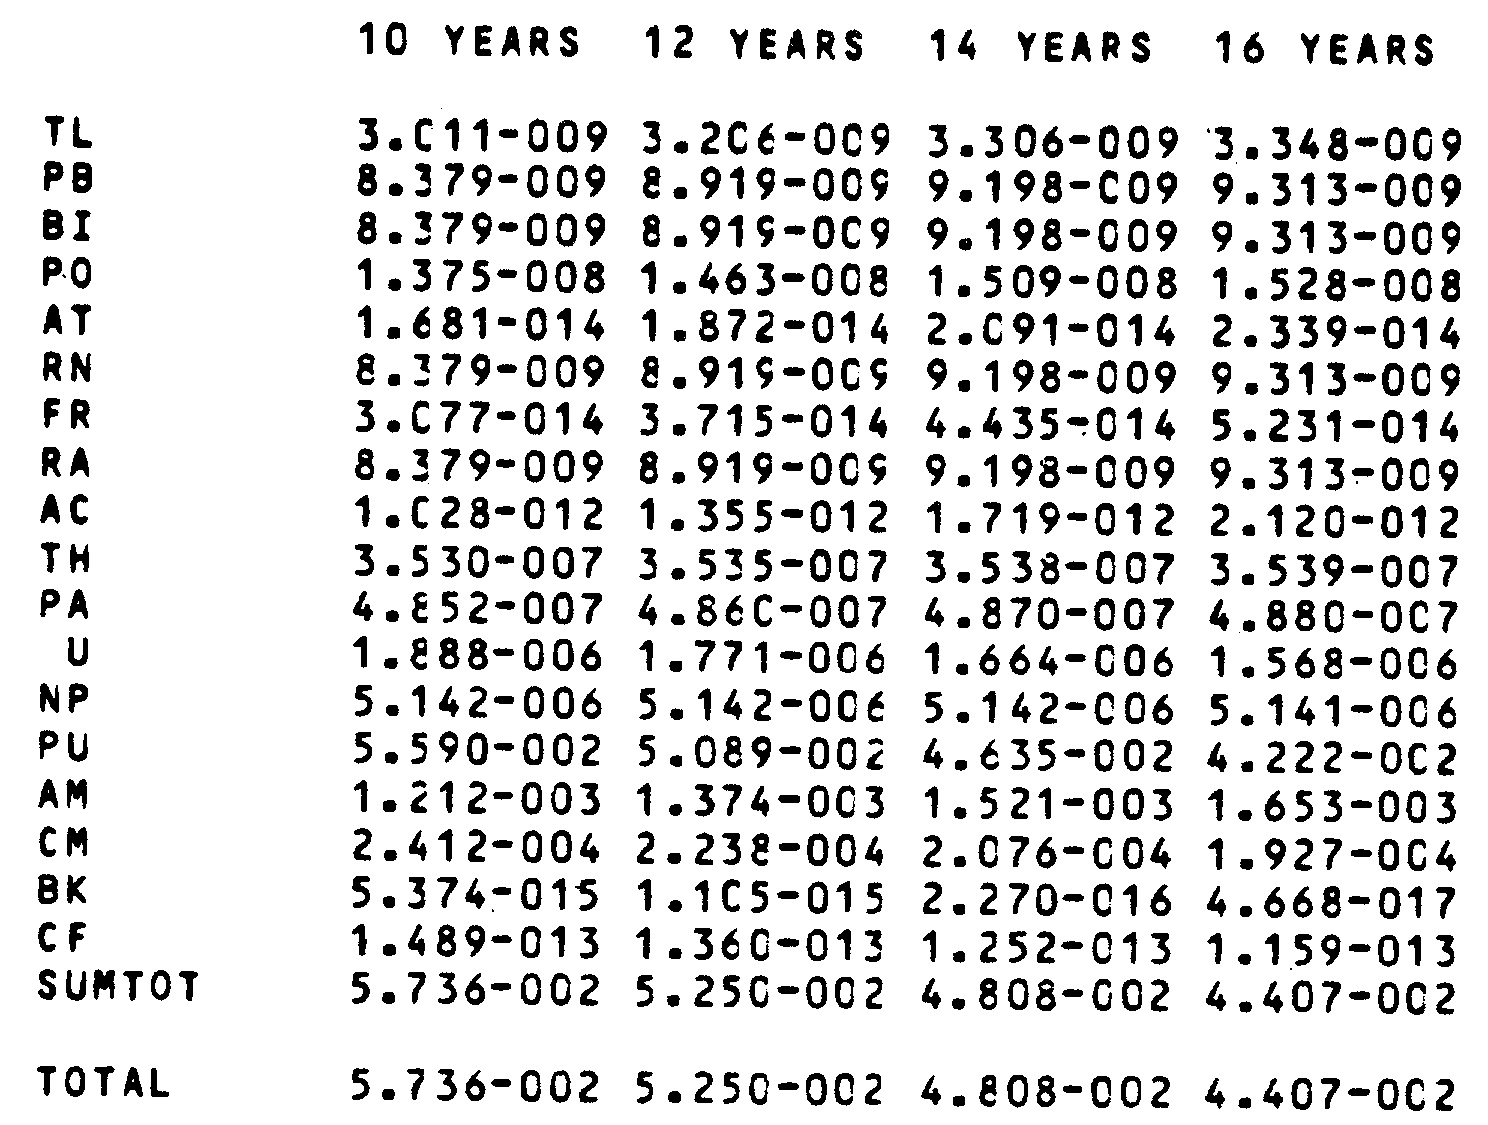 10 YEARS 12 YEARS 14 YEARS 16 YEARS
TL 3.011-009 3.206-009 3.306-009 3.348-009
PB 8.379-009 8.919-009 9.198-009 9.313-009
BI 8.379-009 8.919-009 9.198-009 9.313-009
PO 1.375-008 1.463-008 1.509-008 1.528-008
AT 1.681-014 1.872-014 2.091-014 2.339-014
RN 8.379-009 8.919-009 9.198-009 9.313-009
FR 3.077-014 3.715-014 4.435-014 5.231-014
RA 8.379-009 8.919-009 9.198-009 9.313-009
AC 1.028-012 1.355-012 1.719-012 2.120-012
TH 3.530-007 3.535-007 3.538-007 3.539-007
PA 4.852-007 4.860-007 4.870-007 4.880-007
U 1.888-006 1.771-006 1.664-006 1.568-006
NP 5.142-006 5.142-006 5.142-006 5.141-006
PU 5.590-002 5.089-002 4.635-002 4.222-002
AM 1.212-003 1.374-003 1.521-003 1.653-003
CM 2.412-004 2.238-004 2.076-004 1.927-004
BK 5.374-015 1.105-015 2.270-016 4.668-017
CF 1.489-013 1.360-013 1.252-013 1.159-013
SUMTOT 5.736-002 5.250-002 4.808-002 4.407-002
TOTAL 5.736-002 5.250-002 4.808-002 4.407-002